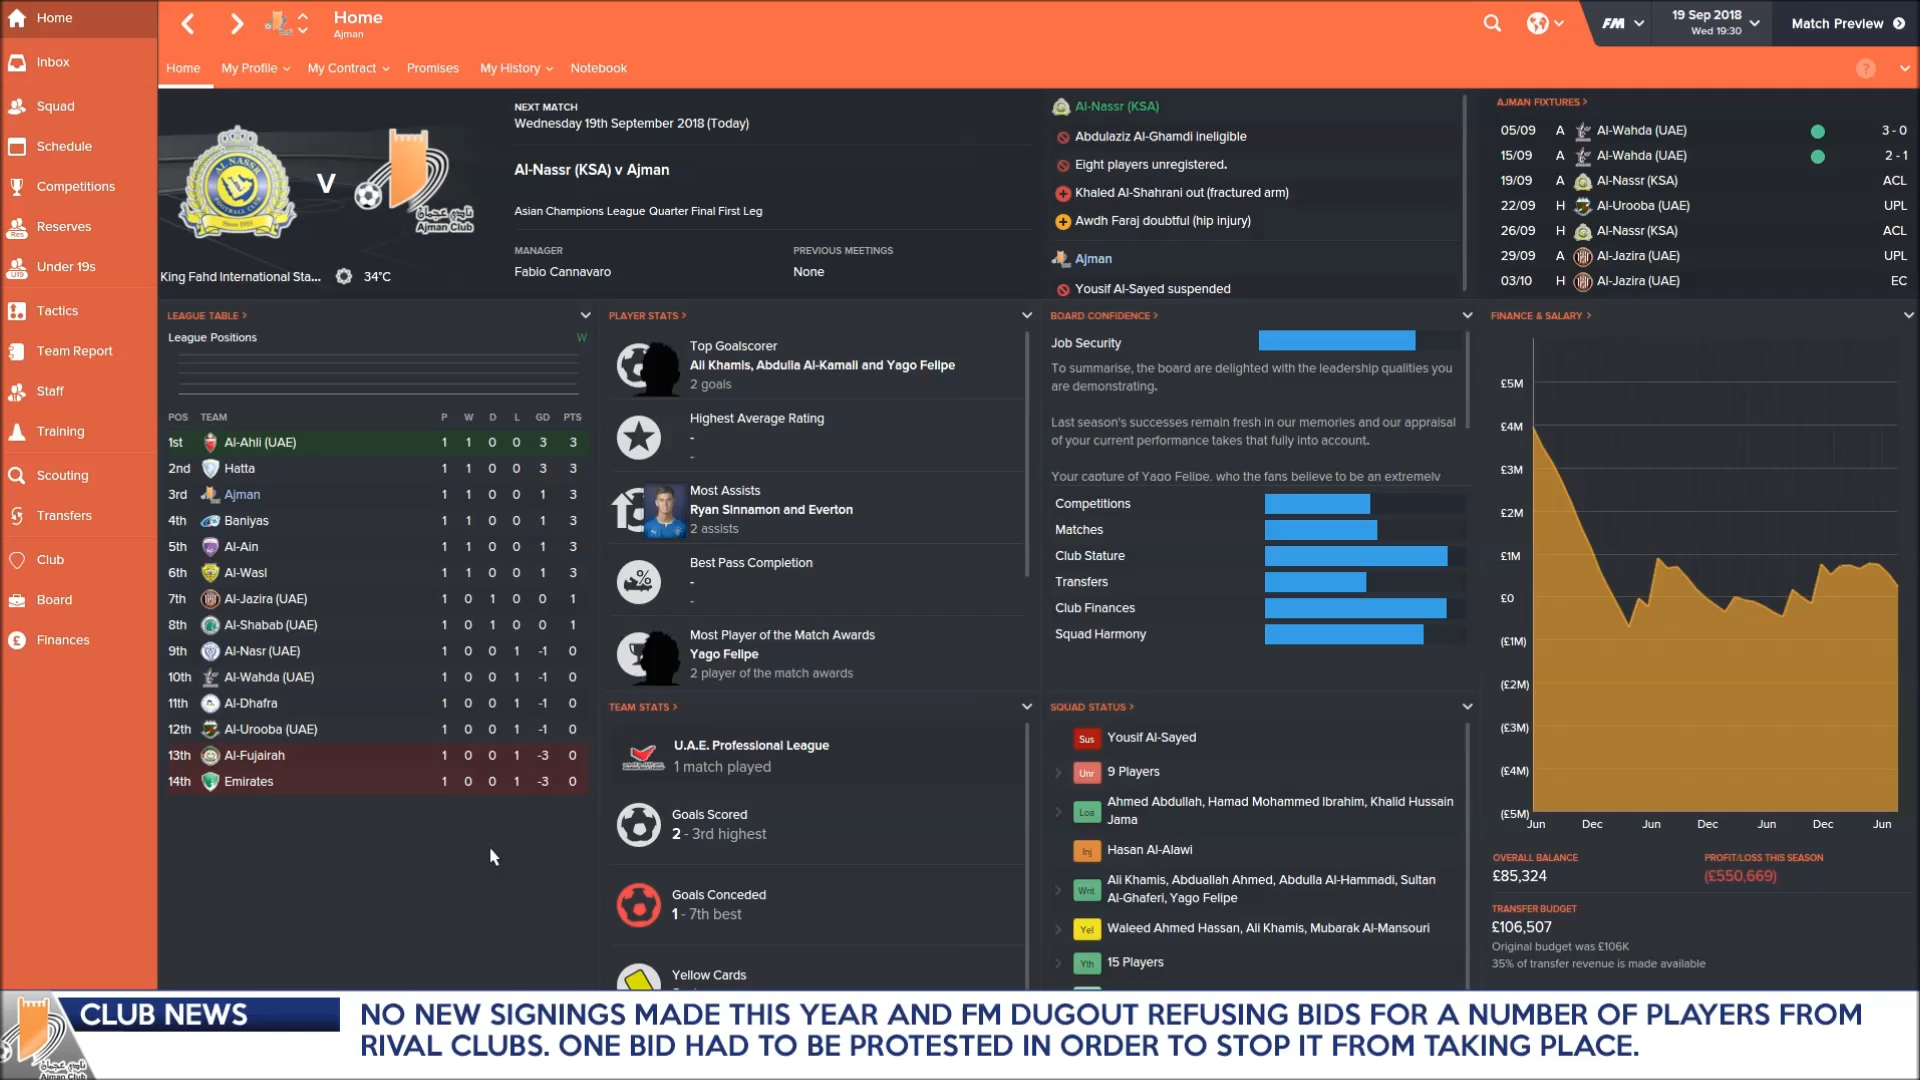 Home
Inbox
Squad
Schedule
Competitions
Reserves
Under 19s
Tactics
Team Report
Staff
Training
Scouting
Transfers
Club
Board
Finances
Home
Ajman
FM
19 Sep 2018
Wed 19:30
Match Preview
Home
My Profile
My Contract
Promises
My History
Notebook
V
King Fahd International Sta...
34°C
NEXT MATCH
Wednesday 19th September 2018 (Today)
Al-Nassr (KSA) v Ajman
Asian Champions League Quarter Final First Leg
MANAGER
Fabio Cannavaro
PREVIOUS MEETINGS
None
Al-Nassr (KSA)
Abdulaziz Al-Ghamdi ineligible
Eight players unregistered.
Khaled Al-Shahrani out (fractured arm)
Awdh Faraj doubtful (hip injury)
Ajman
Yousif Al-Sayed suspended
AJMAN FIXTURES >
05/09 A Al-Wahda (UAE) 3 - 0
15/09 A Al-Wahda (UAE) 2 - 1
19/09 A Al-Nassr (KSA) ACL
22/09 H Al-Urooba (UAE) UPL
26/09 H Al-Nassr (KSA) ACL
29/09 A Al-Jazira (UAE) UPL
03/10 H Al-Jazira (UAE) EC
LEAGUE TABLE >
League Positions W
POS TEAM P W D L GD PTS
1st Al-Ahli (UAE) 1 1 0 0 3 3
2nd Hatta 1 1 0 0 3 3
3rd Ajman 1 1 0 0 1 3
4th Baniyas 1 1 0 0 1 3
5th Al-Ain 1 1 0 0 1 3
6th Al-Wasl 1 1 0 0 1 3
7th Al-Jazira (UAE) 1 0 1 0 0 1
8th Al-Shabab (UAE) 1 0 1 0 0 1
9th Al-Nasr (UAE) 1 0 0 1 -1 0
10th Al-Wahda (UAE) 1 0 0 1 -1 0
11th Al-Dhafra 1 0 0 1 -1 0
12th Al-Urooba (UAE) 1 0 0 1 -1 0
13th Al-Fujairah 1 0 0 1 -3 0
14th Emirates 1 0 0 1 -3 0
PLAYER STATS >
Top Goalscorer
Ali Khamis, Abdulla Al-Kamali and Yago Felipe
2 goals
Highest Average Rating
-
-
Most Assists
Ryan Sinnamon and Everton
2 assists
Best Pass Completion
-
-
Most Player of the Match Awards
Yago Felipe
2 player of the match awards
TEAM STATS >
U.A.E. Professional League
1 match played
Goals Scored
2 - 3rd highest
Goals Conceded
1 - 7th best
Yellow Cards
BOARD CONFIDENCE >
Job Security
To summarise, the board are delighted with the leadership qualities you
are demonstrating.
Last season's successes remain fresh in our memories and our appraisal
of your current performance takes that fully into account.
Your capture of Yago Felipe, who the fans believe to be an extremely
Competitions
Matches
Club Stature
Transfers
Club Finances
Squad Harmony
SQUAD STATUS >
Sus Yousif Al-Sayed
Unr 9 Players
Loa Ahmed Abdullah, Hamad Mohammed Ibrahim, Khalid Hussain
Jama
Inj Hasan Al-Alawi
Wnt Ali Khamis, Abduallah Ahmed, Abdulla Al-Hammadi, Sultan
Al-Ghaferi, Yago Felipe
Yel Waleed Ahmed Hassan, Ali Khamis, Mubarak Al-Mansouri
Yth 15 Players
FINANCE & SALARY >
£5M
£4M
£3M
£2M
£1M
£0
(£1M)
(£2M)
(£3M)
(£4M)
(£5M)
Jun Dec Jun Dec Jun Dec Jun
OVERALL BALANCE
£85,324
PROFIT/LOSS THIS SEASON
(£550,669)
TRANSFER BUDGET
£106,507
Original budget was £106K
35% of transfer revenue is made available
CLUB NEWS
NO NEW SIGNINGS MADE THIS YEAR AND FM DUGOUT REFUSING BIDS FOR A NUMBER OF PLAYERS FROM
RIVAL CLUBS. ONE BID HAD TO BE PROTESTED IN ORDER TO STOP IT FROM TAKING PLACE.